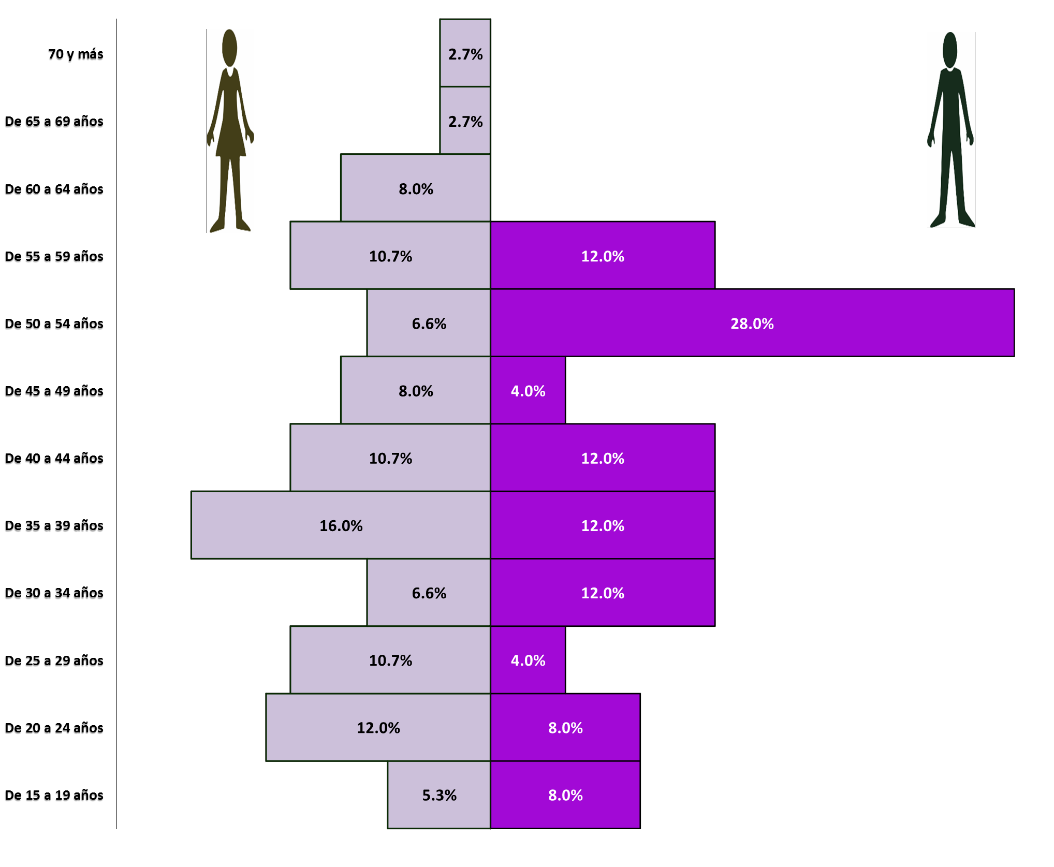 70 y más 2.7%
De 65 a 69 años 2.7%
De 60 a 64 años 8.0%
De 55 a 59 años 10.7% 12.0%
De 50 a 54 años 6.6% 28.0%
De 45 a 49 años 8.0% 4.0%
De 40 a 44 años 10.7% 12.0%
De 35 a 39 años 16.0% 12.0%
De 30 a 34 años 6.6% 12.0%
De 25 a 29 años 10.7% 4.0%
De 20 a 24 años 12.0% 8.0%
De 15 a 19 años 5.3% 8.0%